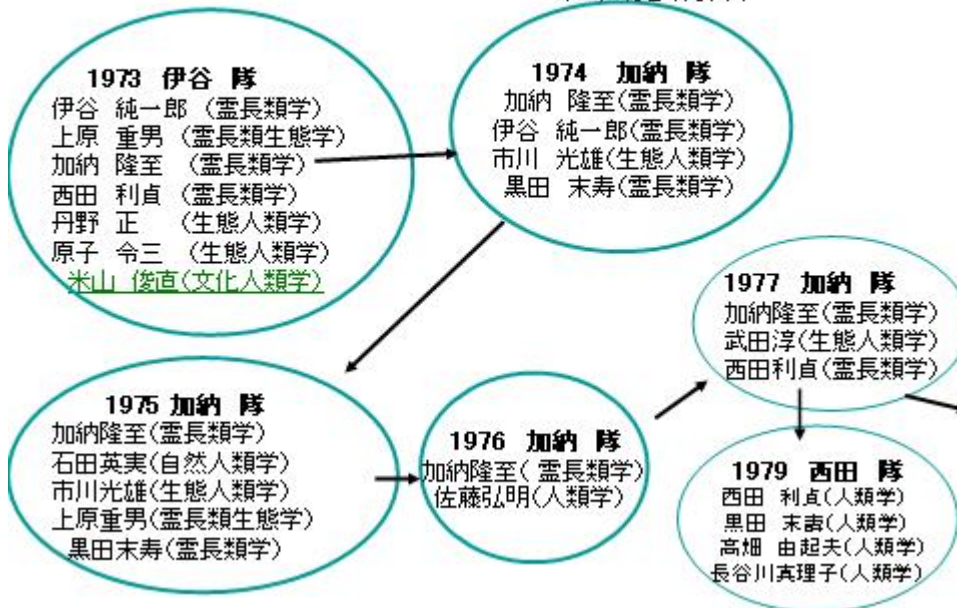 1973 伊谷 隊
伊谷 純一郎 (霊長類学)
上原 重男 (霊長類生態学)
加納 隆至 (霊長類学)
西田 利貞 (霊長類学)
丹野 正 (生態人類学)
原子 令三 (生態人類学)
米山 俊直(文化人類学)
1974 加納 隊
加納 隆至(霊長類学)
伊谷 純一郎(霊長類学)
市川 光雄(生態人類学)
黒田 末寿(霊長類学)
1975 加納 隊
加納隆至(霊長類学)
石田英実(自然人類学)
市川光雄(生態人類学)
上原重男(霊長類生態学)
黒田末寿(霊長類学)
1976 加納 隊
加納隆至( 霊長類学)
佐藤弘明(人類学)
1977 加納 隊
加納隆至(霊長類学)
武田淳(生態人類学)
西田利貞(霊長類学)
1979 西田 隊
西田 利貞(人類学)
黒田 末壽(人類学)
高畑 由起夫(人類学)
長谷川真理子(人類学)